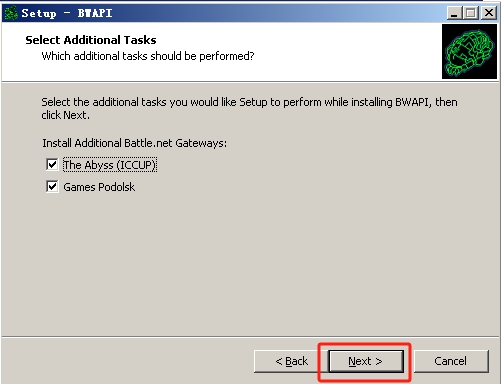 Setup - BWAPI
Select Additional Tasks
Which additional tasks should be performed?
Select the additional tasks you would like Setup to perform while installing BWAPI, then
click Next.
Install Additional Battle.net Gateways:
The Abyss (ICCUP)
Games Podolsk
< Back
Next >
Cancel